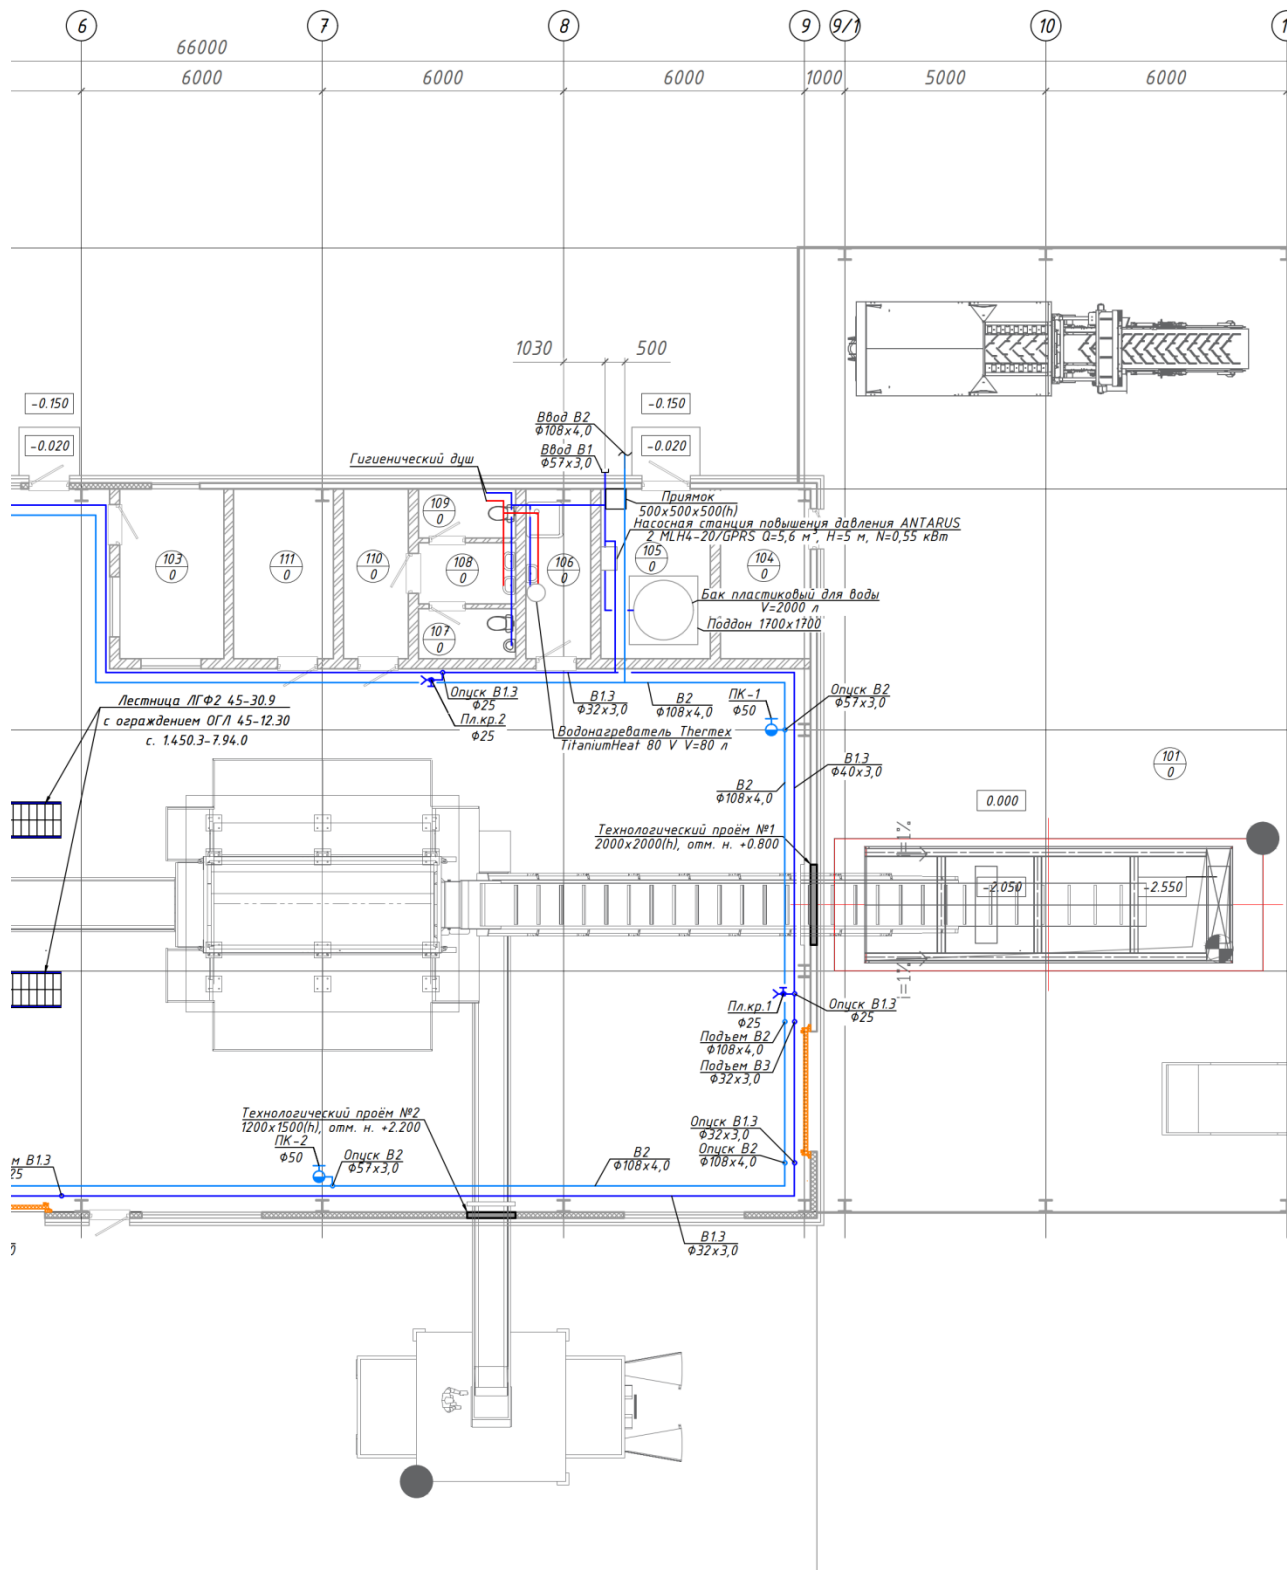 6
7
8
9
9/1
10
1
66000
6000
6000
6000
1000
5000
6000
1030
500
-0.150
-0.020
-0.150
-0.020
Ввод В2
Ф108х4,0
Ввод В1
Ф57х3,0
Гигиенический душ
Приямок
500х500х500(h)
Насосная станция повышения давления ANTARUS
2 MLH4-20/GPRS Q=5,6 м³, H=5 м, N=0,55 кВт
109
0
103
0
111
0
110
0
108
0
106
0
105
0
104
0
107
0
Бак пластиковый для воды
V=2000 л
Поддон 1700х1700
Лестница ЛГФ2 45-30.9
с ограждением ОГЛ 45-12.30
с. 1.450.3-7.94.0
Опуск В1.3
Ф25
Пл.кр.2
Ф25
В1.3
Ф32х3,0
В2
Ф108х4,0
ПК-1
Ф50
Опуск В2
Ф57х3,0
Водонагреватель Thermex
TitaniumHeat 80 V V=80 л
В1.3
Ф40х3,0
В2
Ф108х4,0
101
0
0.000
Технологический проём №1
2000х2000(h), отм. н. +0.800
i=1%
-2.050
-2.550
i=1%
Пл.кр.1
Ф25
Опуск В1.3
Ф25
Подъем В2
Ф108х4,0
Подъем В3
Ф32х3,0
Технологический проём №2
1200х1500(h), отм. н. +2.200
ПК-2
Ф50
Опуск В2
Ф57х3,0
Опуск В1.3
Ф32х3,0
Опуск В2
Ф108х4,0
В2
Ф108х4,0
м В1.3
25
В1.3
Ф32х3,0